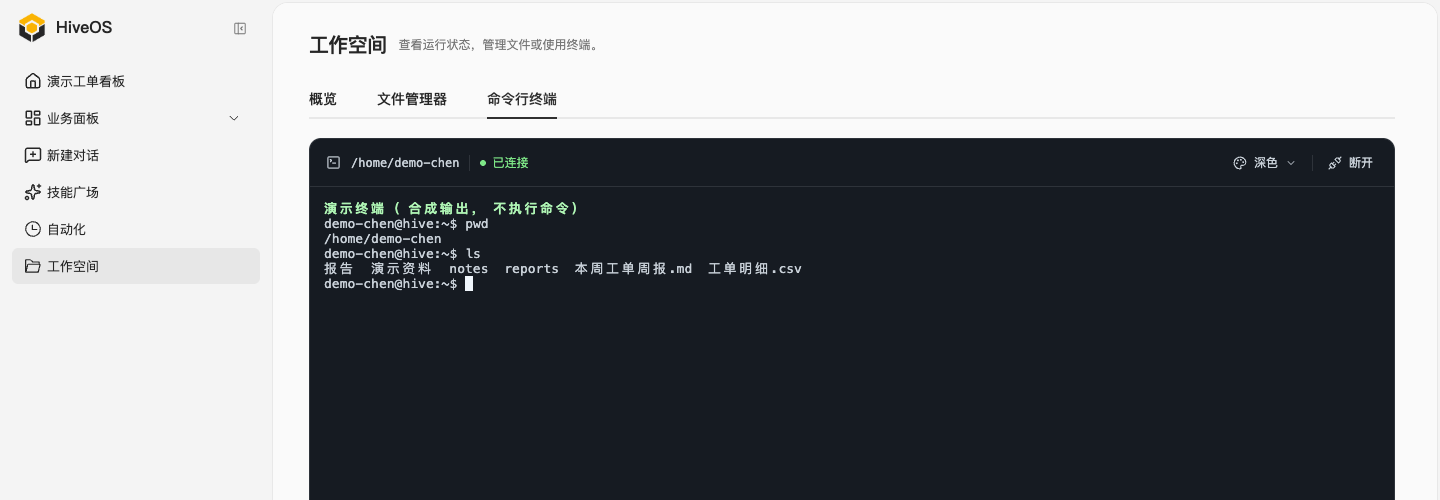 HiveOS
演示工单看板
业务面板
新建对话
技能广场
自动化
工作空间
工作空间 查看运行状态，管理文件或使用终端。
概览 文件管理器 命令行终端
/home/demo-chen 已连接 深色 断开
演示终端（合成输出，不执行命令）
demo-chen@hive:~$ pwd
/home/demo-chen
demo-chen@hive:~$ ls
报告 演示资料 notes reports 本周工单周报.md 工单明细.csv
demo-chen@hive:~$